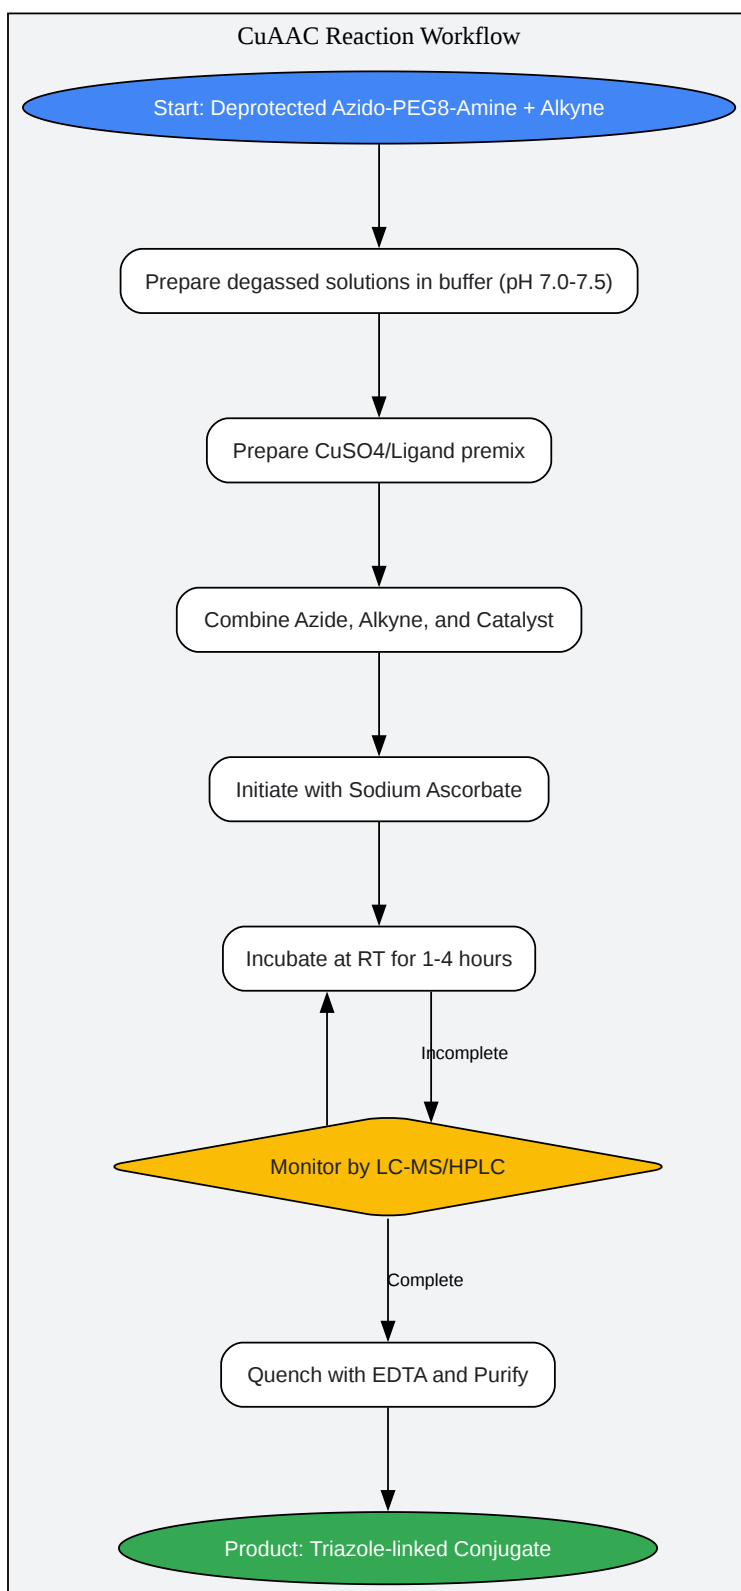 CuAAC Reaction Workflow
Start: Deprotected Azido-PEG8-Amine + Alkyne
Prepare degassed solutions in buffer (pH 7.0-7.5)
Prepare CuSO4/Ligand premix
Combine Azide, Alkyne, and Catalyst
Initiate with Sodium Ascorbate
Incubate at RT for 1-4 hours
Incomplete
Monitor by LC-MS/HPLC
Complete
Quench with EDTA and Purify
Product: Triazole-linked Conjugate